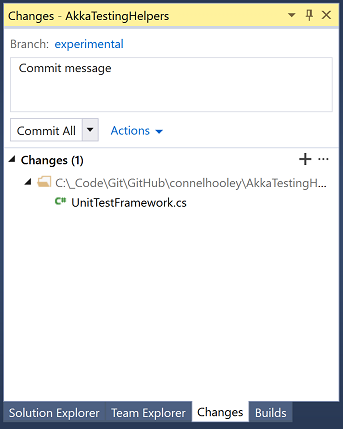 Changes - AkkaTestingHelpers
Branch: experimental
Commit message
Commit All Actions
Changes (1)
C:\_Code\Git\GitHub\connelhooley\AkkaTestingH...
C# UnitTestFramework.cs
Solution Explorer Team Explorer Changes Builds